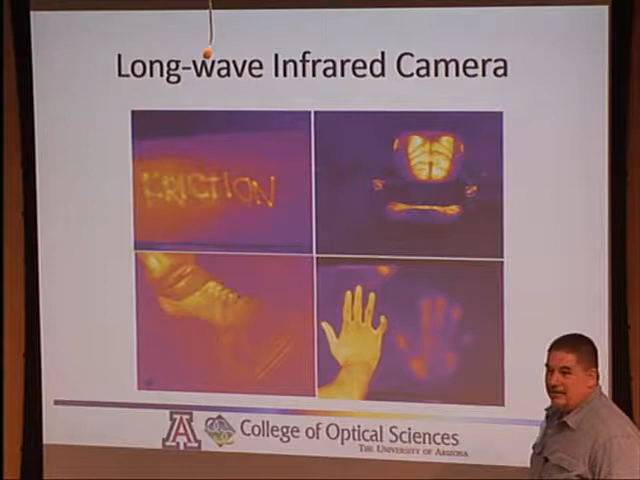 Long-wave Infrared Camera
FRICTION
A
College of Optical Sciences
THE UNIVERSITY OF ARIZONA